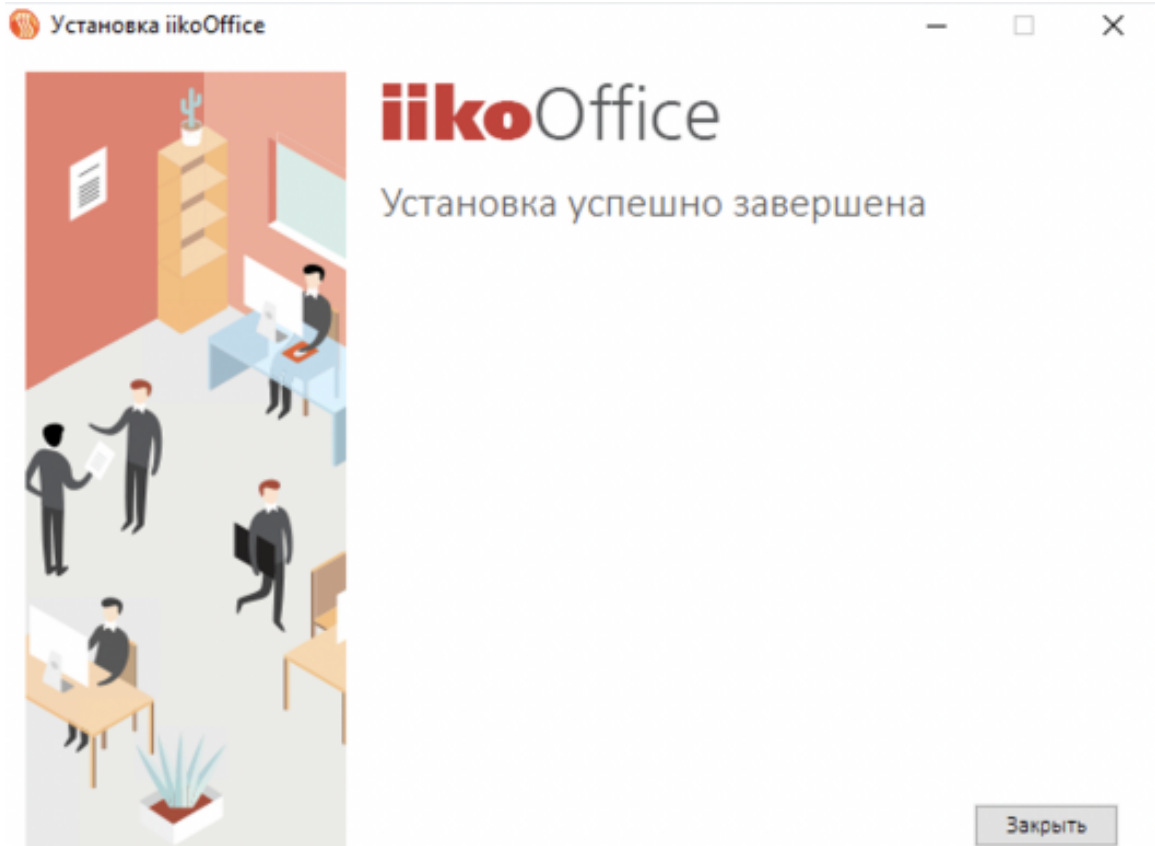 Установка iikoOffice
iikoOffice
Установка успешно завершена
Закрыть